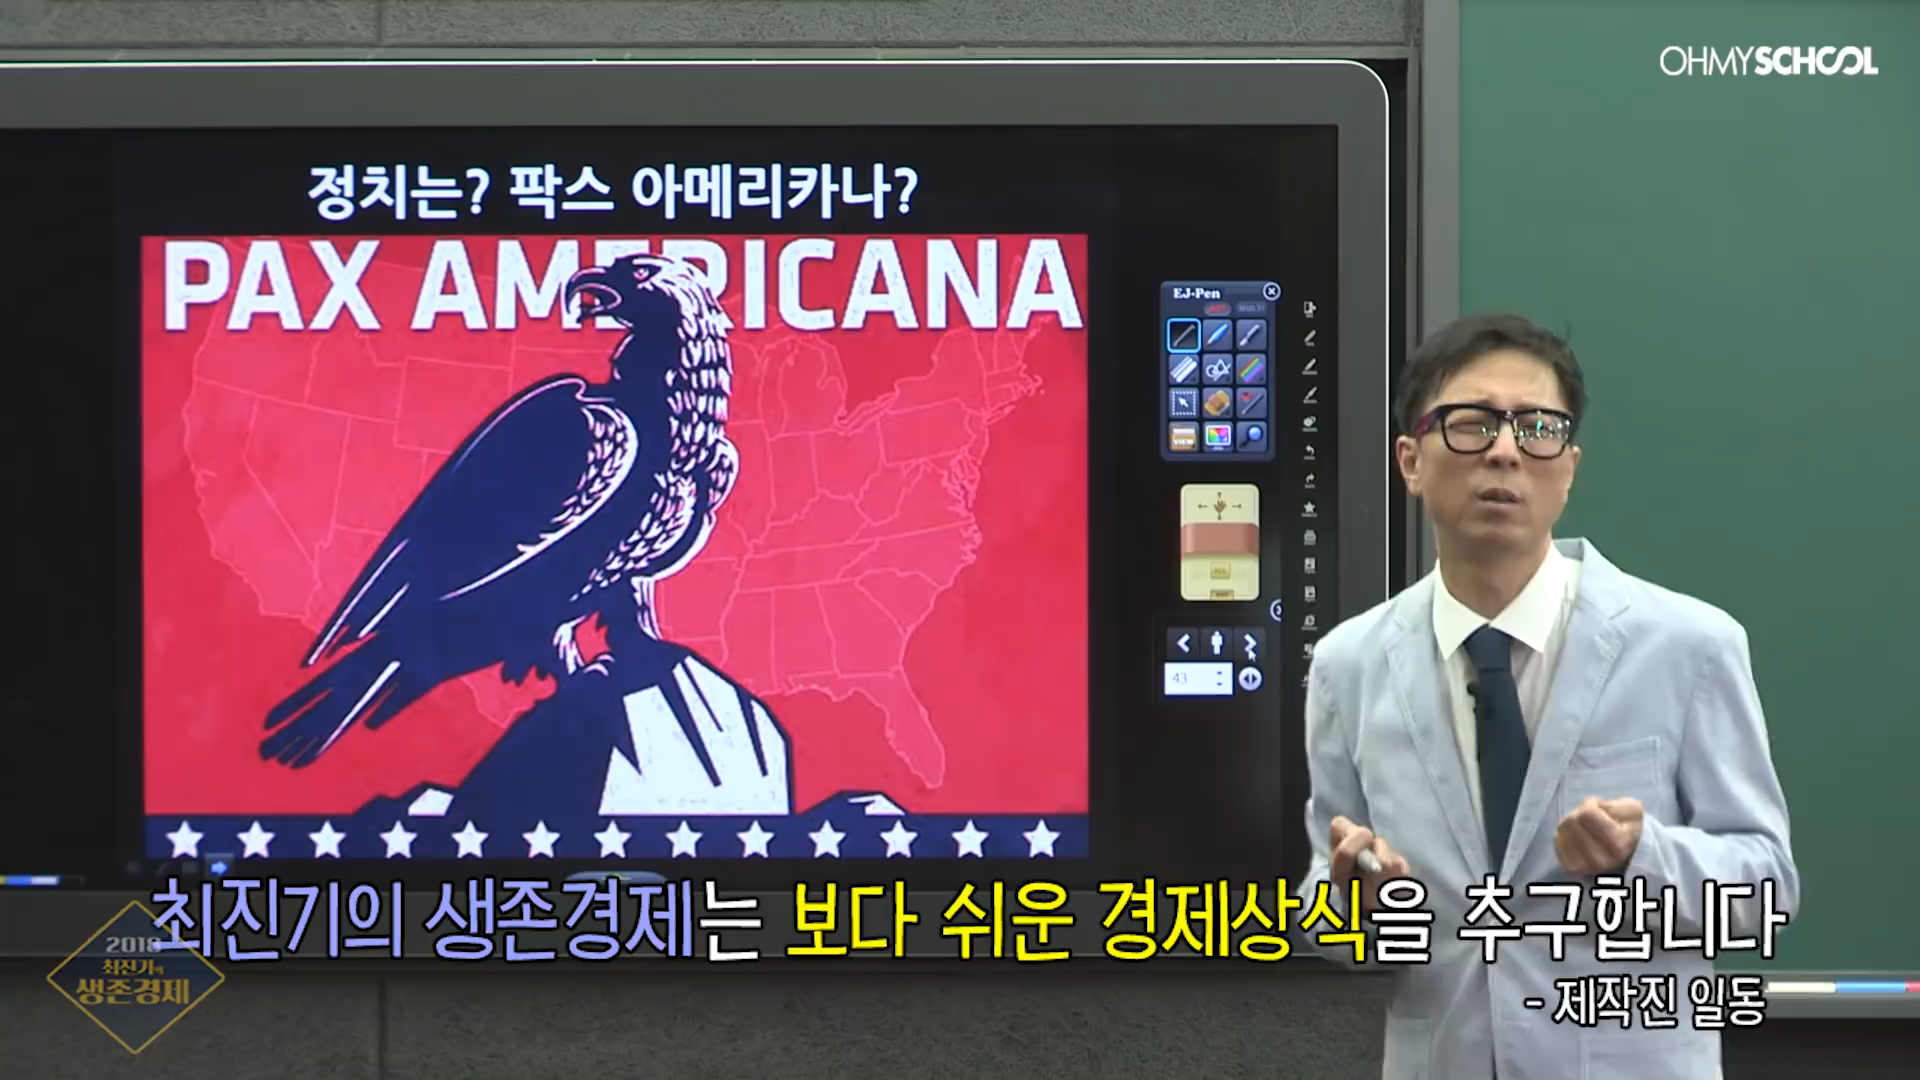 OHMYSCHOOL
정치는? 팍스 아메리카나?
PAX AMERICANA
EJ-Pen
43
최진기의 생존경제는 보다 쉬운 경제상식을 추구합니다
- 제작진 일동
2018
최진기의
생존경제